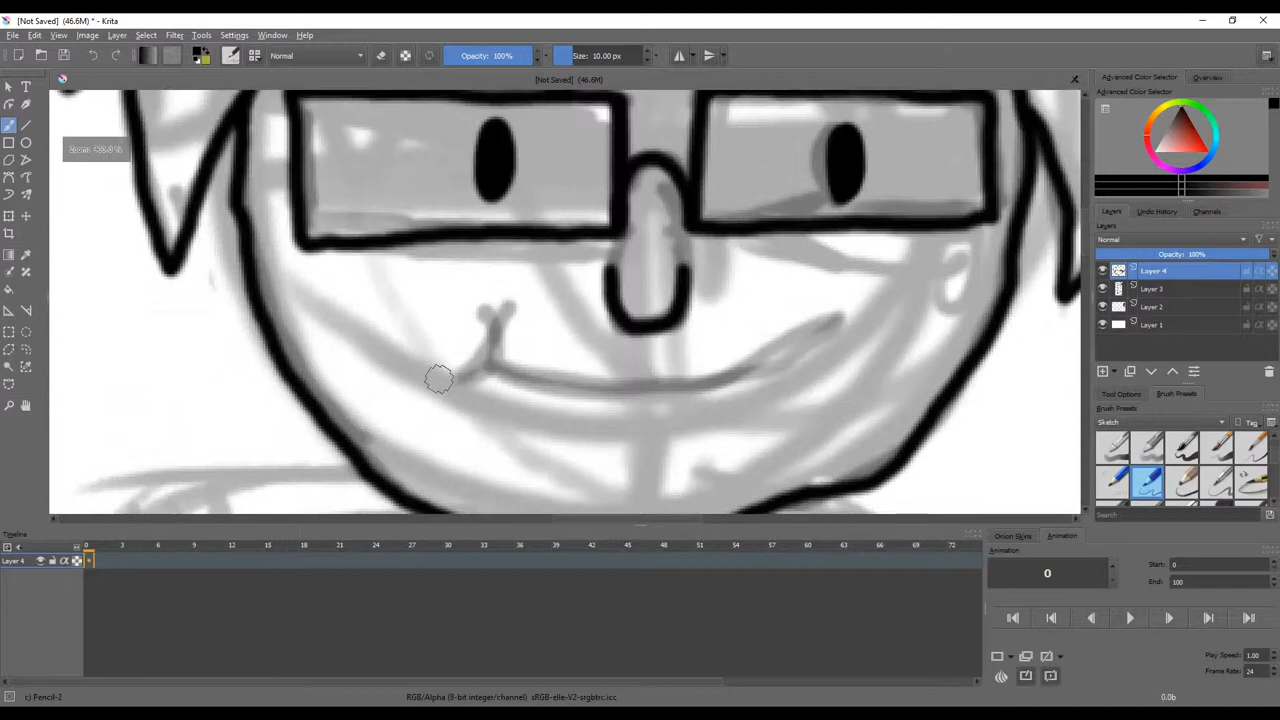 [Not Saved] (46.6M) * - Krita
File Edit View Image Layer Select Filter Tools Settings Window Help
Normal Opacity: 100% Size: 10.00 px
[Not Saved] (46.6M)
Advanced Color Selector Overview
Advanced Color Selector
Zoom: 400.0 %
Layers Undo History Channels
Layers
Normal
Opacity: 100%
Layer 4
Layer 3
Layer 2
Layer 1
Tool Options Brush Presets
Brush Presets
Sketch Tag
Search
Timeline
0 3 6 9 12 15 18 21 24 27 30 33 36 39 42 45 48 51 54 57 60 63 66 69 72
Layer 4
Onion Skins Animation
Animation
0
Start: 0
End: 100
Play Speed: 1.00
Frame Rate: 24
c) Pencil-2 RGB/Alpha (8-bit integer/channel) sRGB-elle-V2-srgbtrc.icc 0.0b